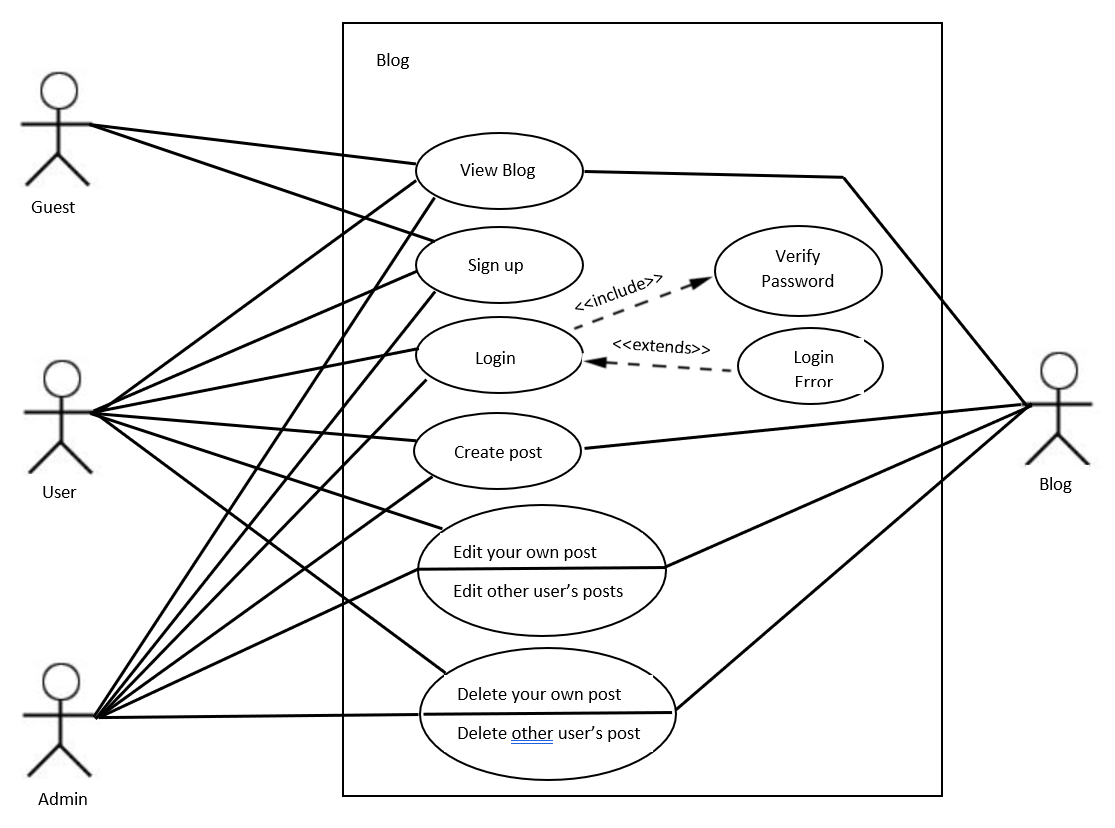 Blog
Guest
View Blog
Sign up
<<include>>
Verify
Password
Login
<<extends>>
Login
Error
User
Create post
Blog
Edit your own post
Edit other user’s posts
Delete your own post
Delete other user’s post
Admin